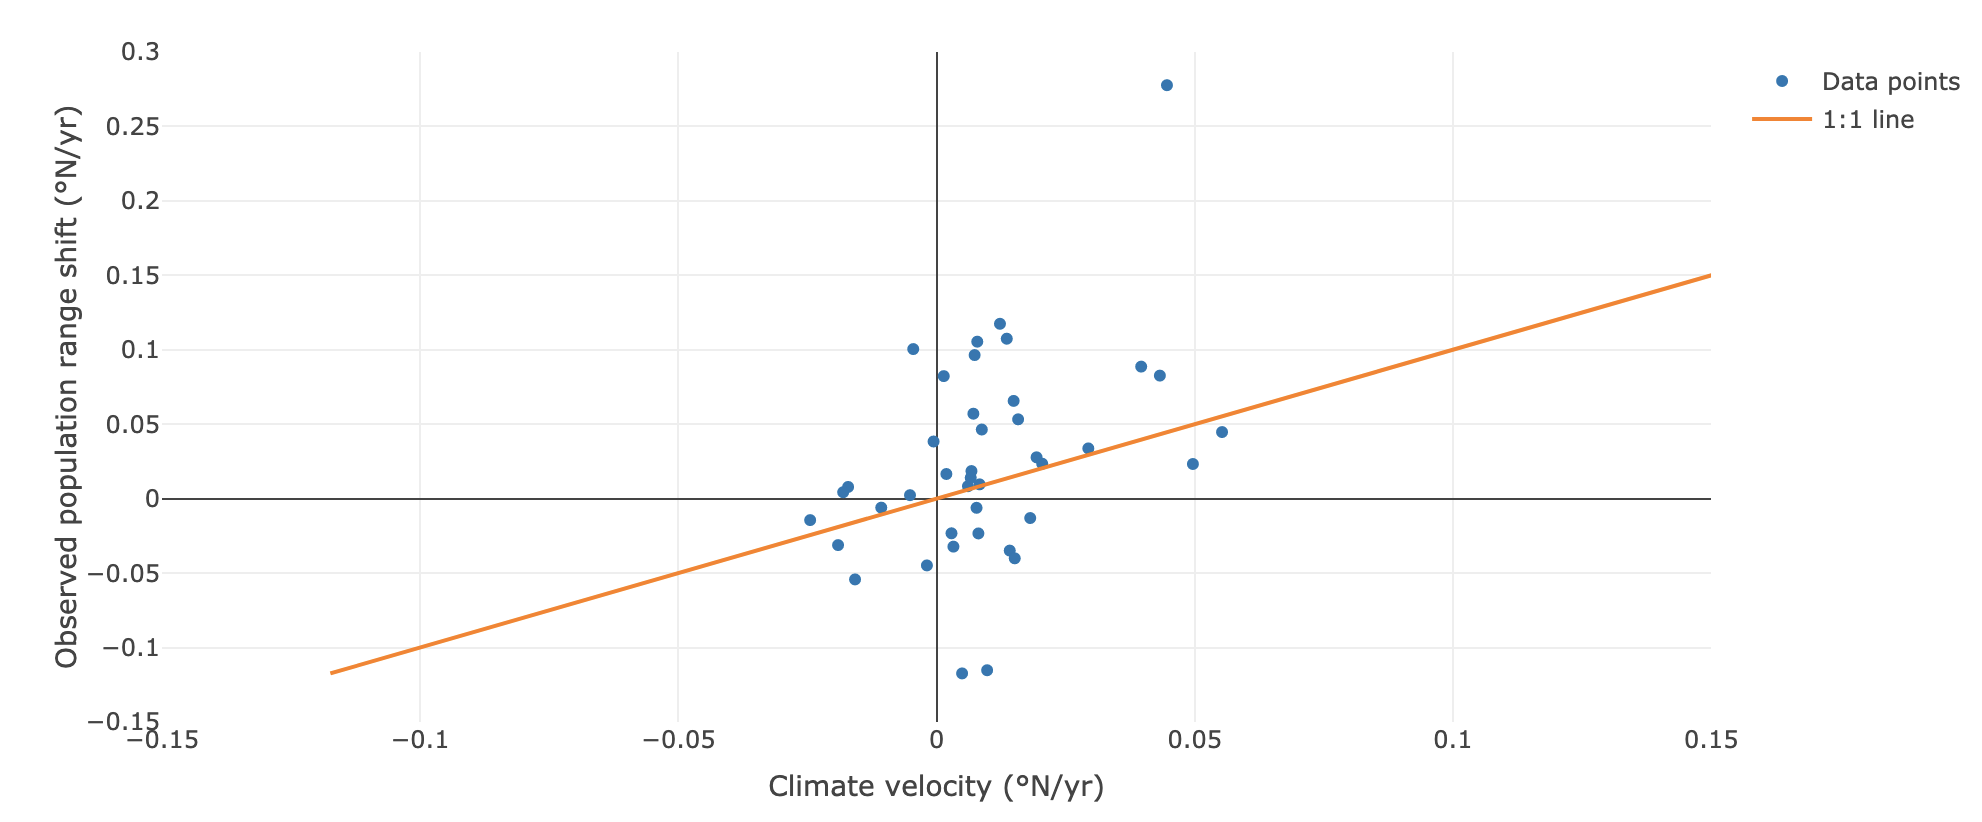 0.3
0.25
0.2
0.15
0.1
0.05
0
−0.05
−0.1
−0.15
Observed population range shift (°N/yr)
−0.15 −0.1 −0.05 0 0.05 0.1 0.15
Climate velocity (°N/yr)
Data points
1:1 line